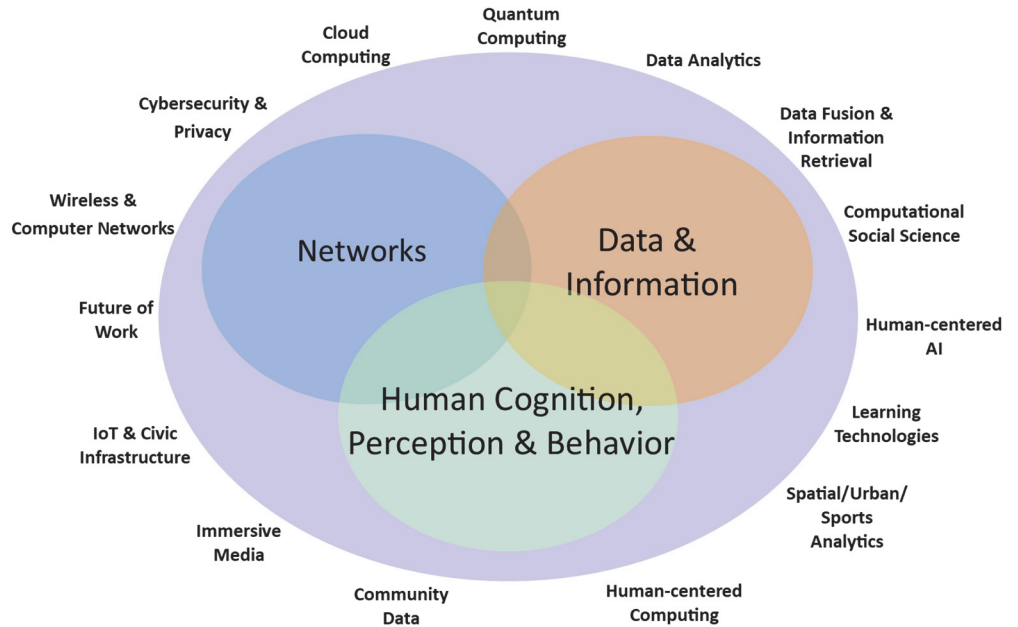 Quantum
Computing
Cloud
Computing
Data Analytics
Cybersecurity &
Privacy
Data Fusion &
Information
Retrieval
Wireless &
Computer Networks
Computational
Social Science
Networks
Data &
Information
Future of
Work
Human-centered
AI
Human Cognition,
Perception & Behavior
IoT & Civic
Infrastructure
Learning
Technologies
Spatial/Urban/
Sports
Analytics
Immersive
Media
Community
Data
Human-centered
Computing